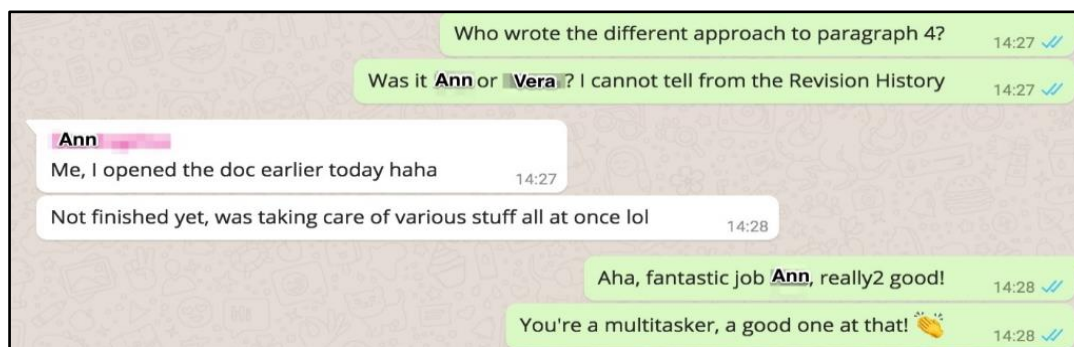 Who wrote the different approach to paragraph 4?
14:27
Was it Ann or Vera? I cannot tell from the Revision History
14:27
Ann
Me, I opened the doc earlier today haha
14:27
Not finished yet, was taking care of various stuff all at once lol
14:28
Aha, fantastic job Ann, really2 good!
14:28
You're a multitasker, a good one at that! 👏
14:28